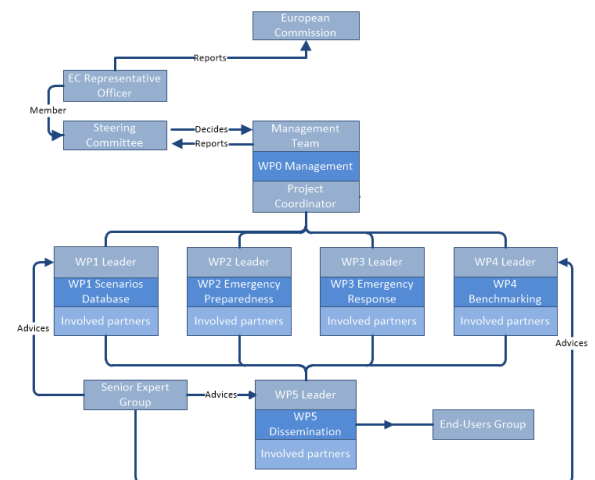 European
Commission
Reports
EC Representative
Officer
Member
Steering
Committee
Decides
Reports
Management
Team
WP0 Management
Project
Coordinator
WP1 Leader
WP1 Scenarios
Database
Involved partners
WP2 Leader
WP2 Emergency
Preparedness
Involved partners
WP3 Leader
WP3 Emergency
Response
Involved partners
WP4 Leader
WP4
Benchmarking
Involved partners
Advices
Advices
Senior Expert
Group
Advices
WP5 Leader
WP5
Dissemination
Involved partners
End-Users Group